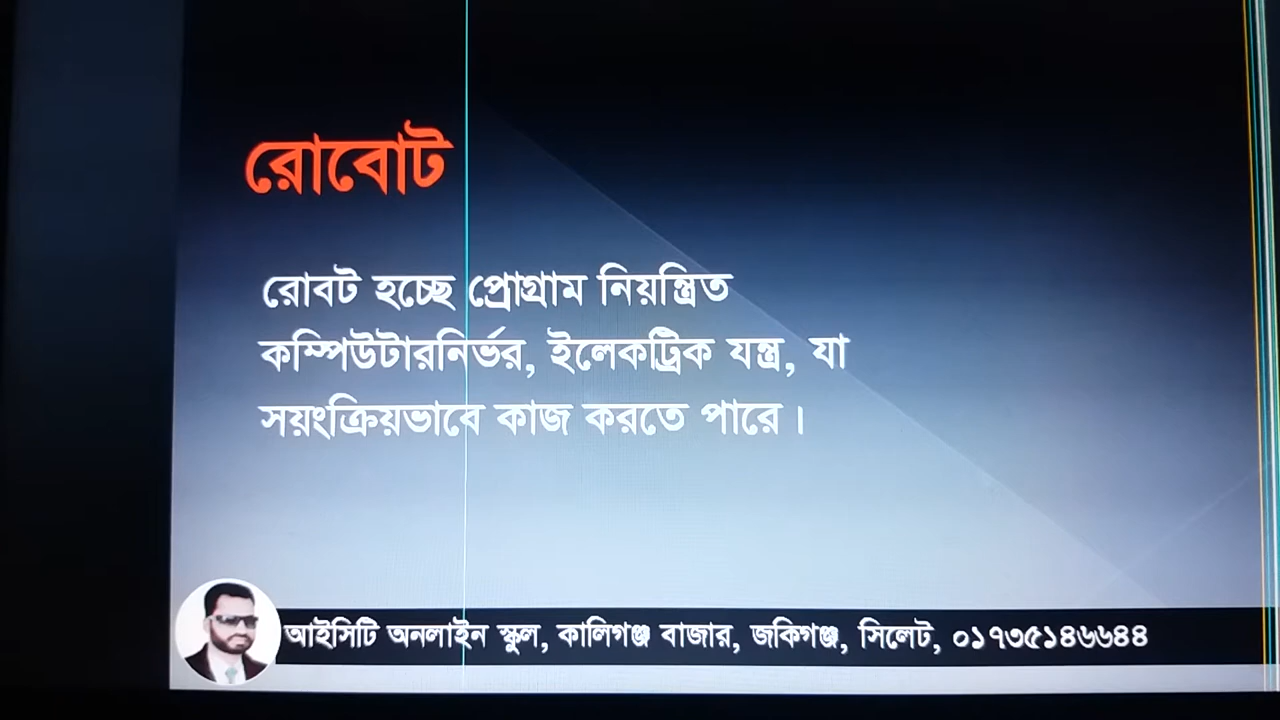 রোবোট
রোবট হচ্ছে প্রোগ্রাম নিয়ন্ত্রিত
কম্পিউটারনির্ভর, ইলেকট্রিক যন্ত্র, যা
সয়ংক্রিয়ভাবে কাজ করতে পারে।
আইসিটি অনলাইন স্কুল, কালিগঞ্জ বাজার, জকিগঞ্জ, সিলেট, ০১৭৩৫১৪৬৬৪৪